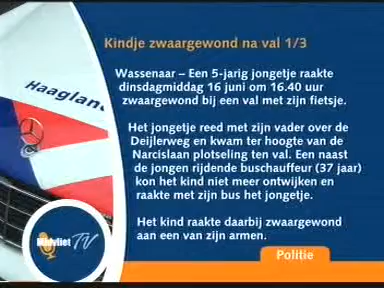 Kindje zwaargewond na val 1/3
Haagland
Wassenaar – Een 5-jarig jongetje raakte
dinsdagmiddag 16 juni om 16.40 uur
zwaargewond bij een val met zijn fietsje.
Het jongetje reed met zijn vader over de
Deijlerweg en kwam ter hoogte van de
Narcislaan plotseling ten val. Een naast
de jongen rijdende buschauffeur (37 jaar)
kon het kind niet meer ontwijken en
raakte met zijn bus het jongetje.
Het kind raakte daarbij zwaargewond
aan een van zijn armen.
Midvliet TV
Politie